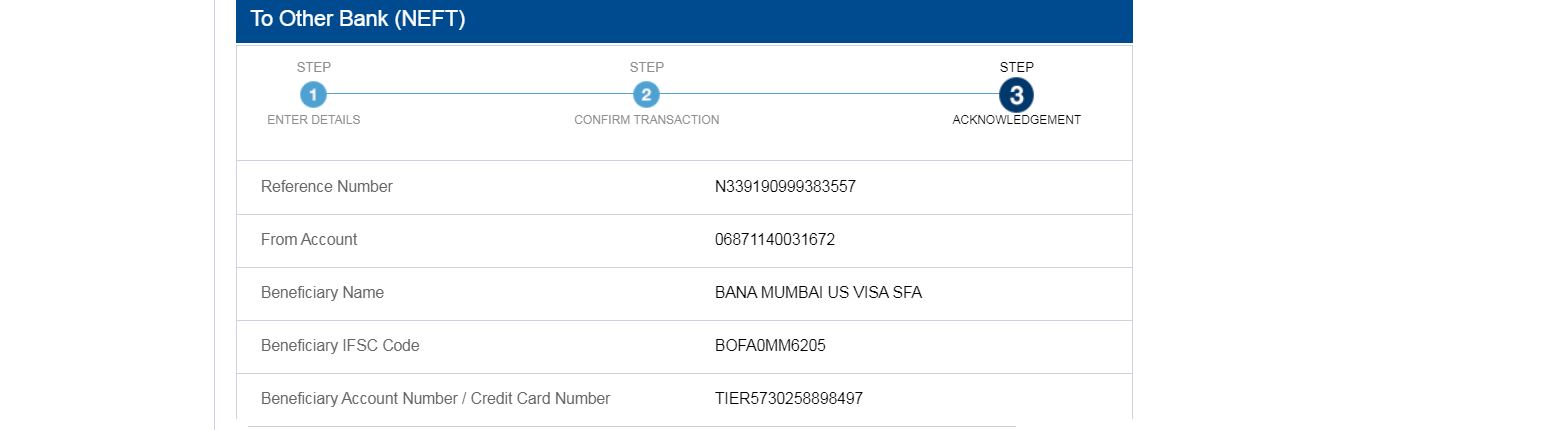 To Other Bank (NEFT)
STEP STEP STEP
1 2 3
ENTER DETAILS CONFIRM TRANSACTION ACKNOWLEDGEMENT
Reference Number N339190999383557
From Account 06871140031672
Beneficiary Name BANA MUMBAI US VISA SFA
Beneficiary IFSC Code BOFA0MM6205
Beneficiary Account Number / Credit Card Number TIER5730258898497